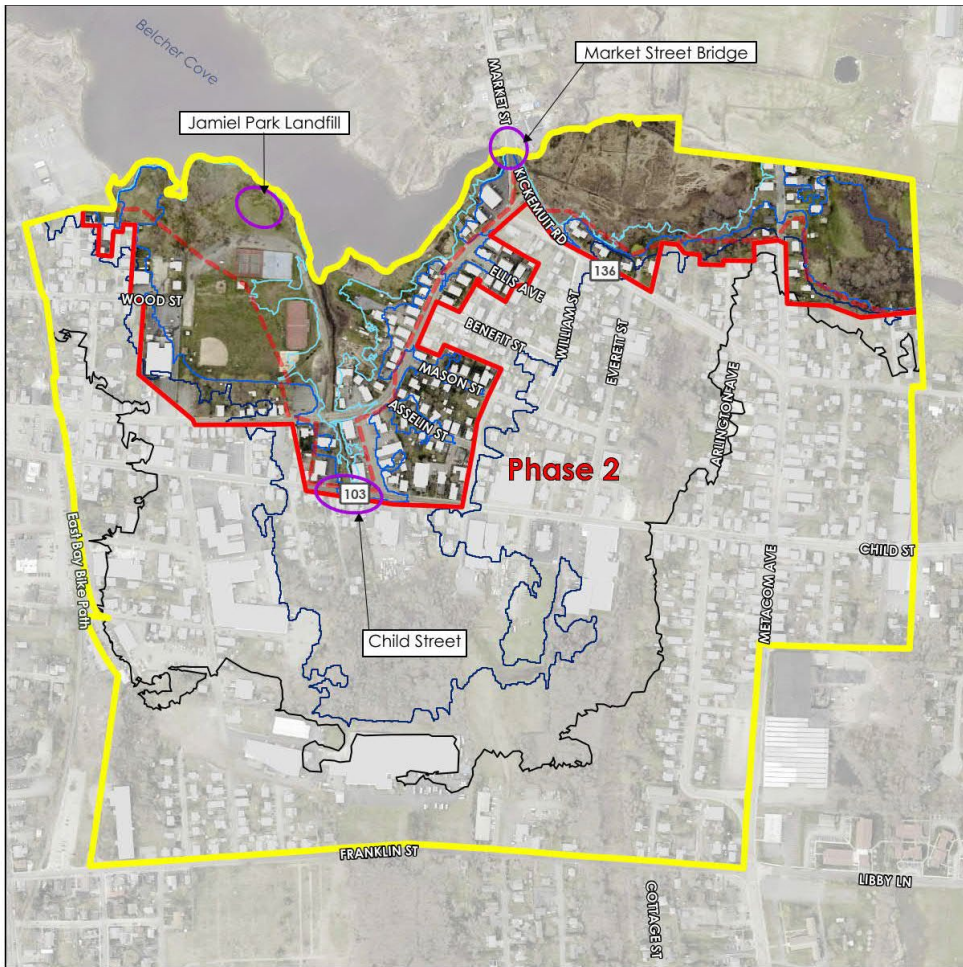 Belcher Cove
Market Street Bridge
MARKET ST
Jamiel Park Landfill
KICKEMUIT RD
136
ELLIS AVE
WOOD ST
BENEFIT ST
WILLIAM ST
EVERETT ST
MASON ST
ASSELIN ST
ARLINGTON AVE
Phase 2
103
East Bay Bike Path
CHILD ST
METACOM AVE
Child Street
FRANKLIN ST
LIBBY LN
COTTAGE ST